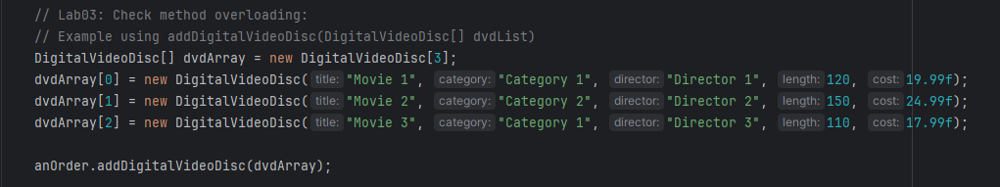 // Lab03: Check method overloading:
// Example using addDigitalVideoDisc(DigitalVideoDisc[] dvdList)
DigitalVideoDisc[] dvdArray = new DigitalVideoDisc[3];
dvdArray[0] = new DigitalVideoDisc( title: "Movie 1", category: "Category 1", director: "Director 1", length: 120, cost: 19.99f);
dvdArray[1] = new DigitalVideoDisc( title: "Movie 2", category: "Category 2", director: "Director 2", length: 150, cost: 24.99f);
dvdArray[2] = new DigitalVideoDisc( title: "Movie 3", category: "Category 1", director: "Director 3", length: 110, cost: 17.99f);
anOrder.addDigitalVideoDisc(dvdArray);